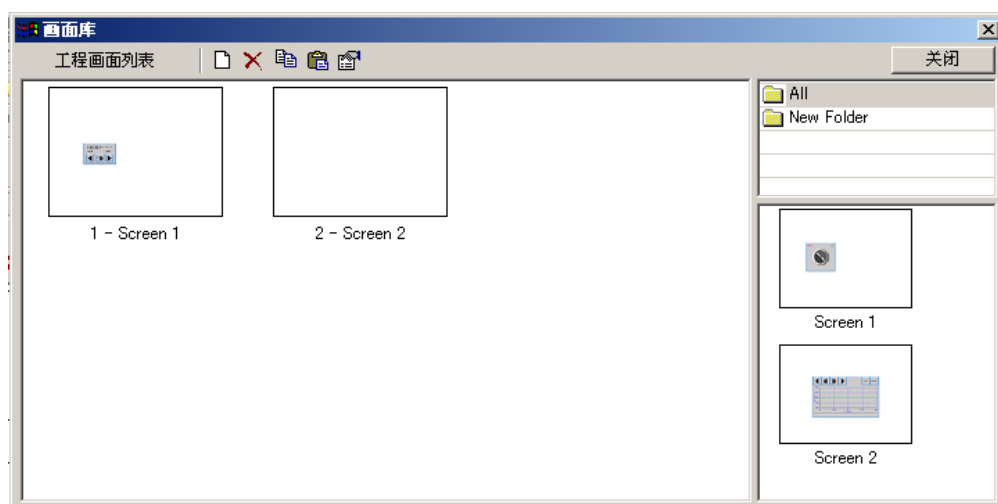 画面库
工程画面列表
关闭
All
New Folder
1 - Screen 1
2 - Screen 2
Screen 1
Screen 2